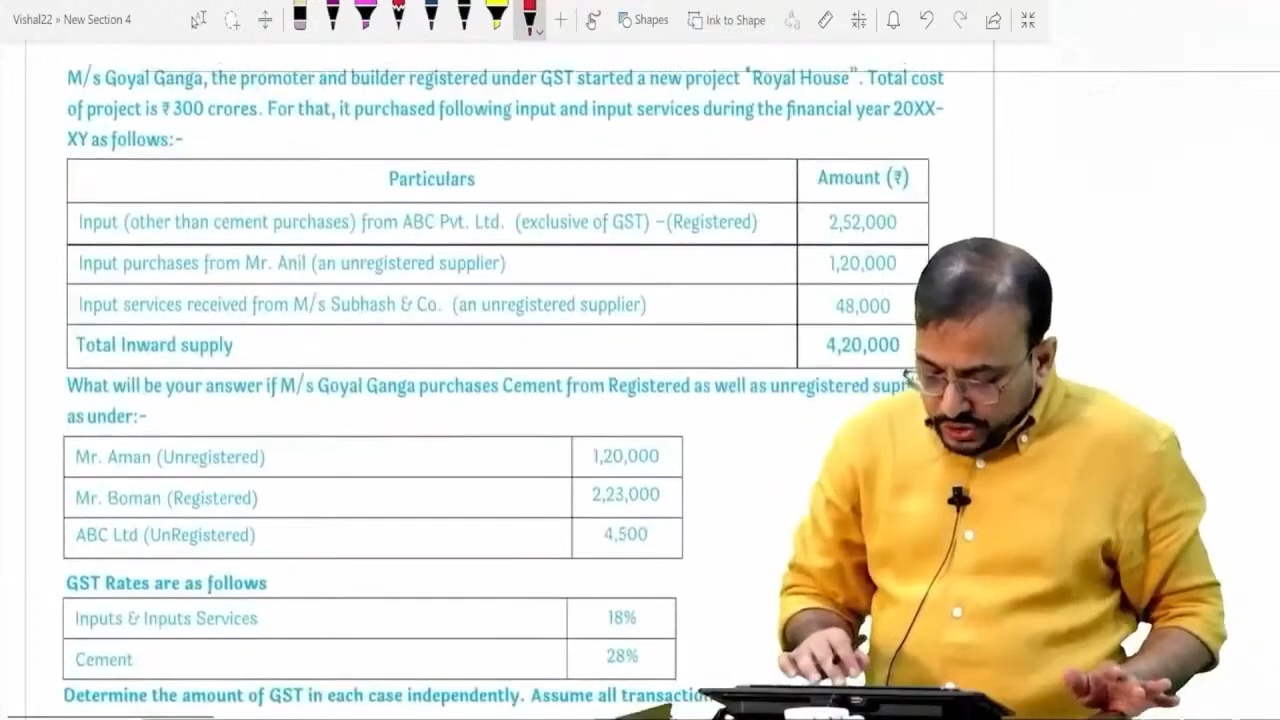 Vishal22 » New Section 4
Shapes
Ink to Shape
M/s Goyal Ganga, the promoter and builder registered under GST started a new project "Royal House". Total cost
of project is ₹ 300 crores. For that, it purchased following input and input services during the financial year 20XX-
XY as follows:-
Particulars Amount (₹)
Input (other than cement purchases) from ABC Pvt. Ltd. (exclusive of GST) -(Registered) 2,52,000
Input purchases from Mr. Anil (an unregistered supplier) 1,20,000
Input services received from M/s Subhash & Co. (an unregistered supplier) 48,000
Total Inward supply 4,20,000
What will be your answer if M/s Goyal Ganga purchases Cement from Registered as well as unregistered
as under:-
Mr. Aman (Unregistered) 1,20,000
Mr. Boman (Registered) 2,23,000
ABC Ltd (UnRegistered) 4,500
GST Rates are as follows
Inputs & Inputs Services 18%
Cement 28%
Determine the amount of GST in each case independently. Assume all